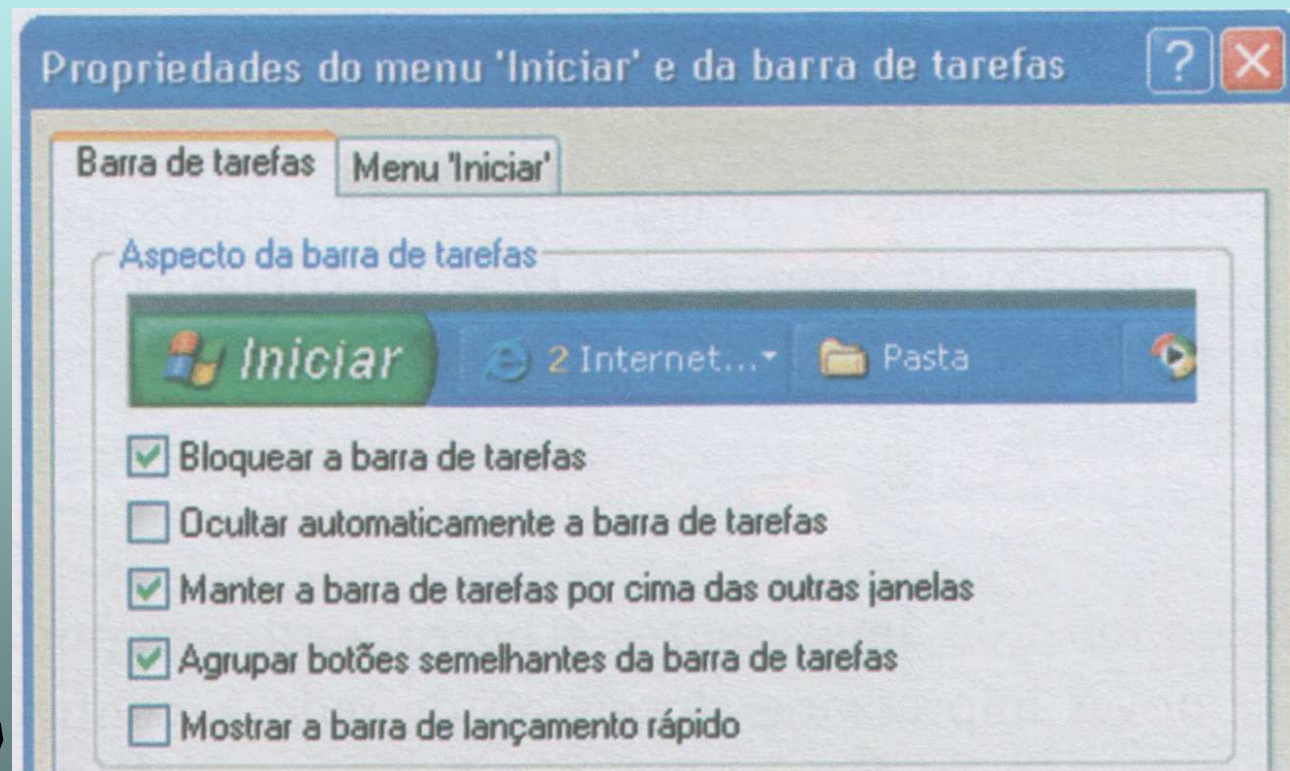 Propriedades do menu 'Iniciar' e da barra de tarefas
Barra de tarefas Menu 'Iniciar'
Aspecto da barra de tarefas
Iniciar 2 Internet... Pasta
Bloquear a barra de tarefas
Ocultar automaticamente a barra de tarefas
Manter a barra de tarefas por cima das outras janelas
Agrupar botões semelhantes da barra de tarefas
Mostrar a barra de lançamento rápido